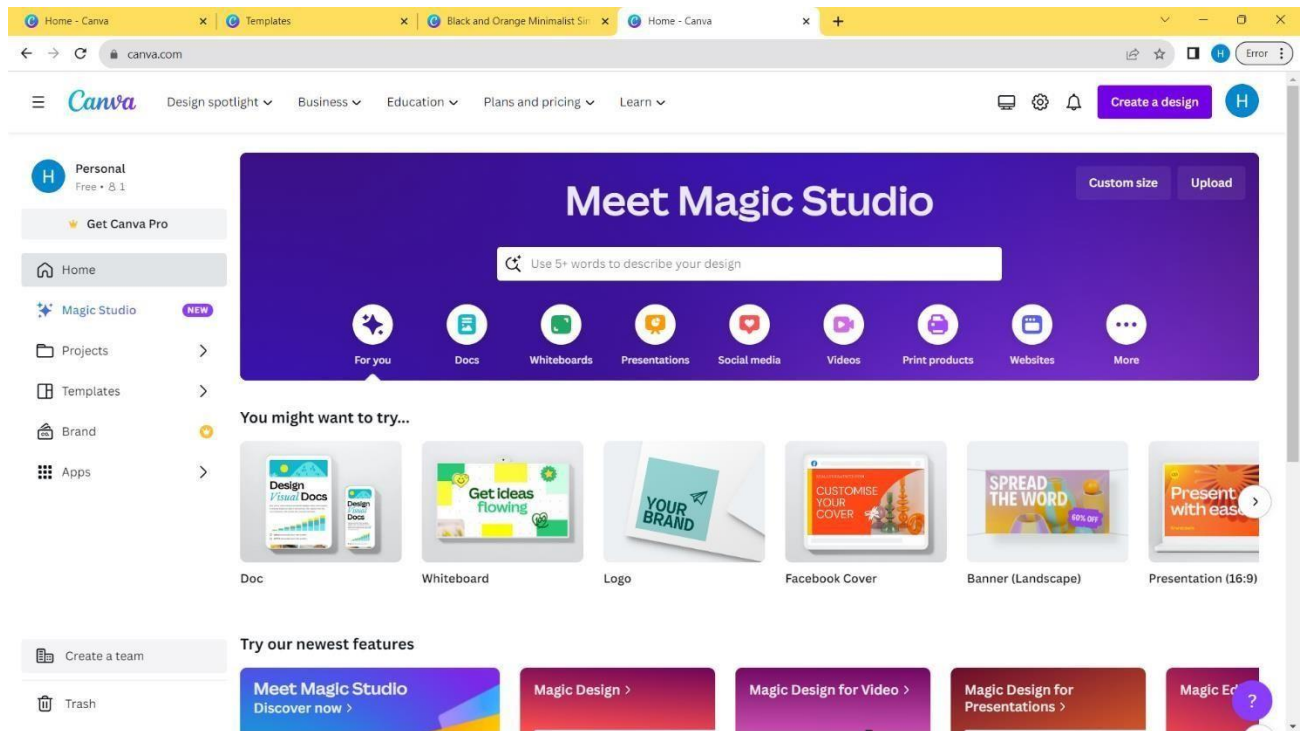 Home - Canva
Templates
Black and Orange Minimalist Sin
Home - Canva
canva.com
H
Error
Canva
Design spotlight
Business
Education
Plans and pricing
Learn
Create a design
H
H
Personal
Free • 1
Get Canva Pro
Home
Magic Studio
NEW
Projects
Templates
Brand
Apps
Create a team
Trash
Meet Magic Studio
Custom size
Upload
Use 5+ words to describe your design
For you
Docs
Whiteboards
Presentations
Social media
Videos
Print products
Websites
More
You might want to try...
Design
Visual Docs
Design
Visual
Docs
Get ideas
flowing
YOUR
BRAND
CUSTOMISE
YOUR
COVER
SPREAD
THE WORD
50% OFF
Present
with ease
Doc
Whiteboard
Logo
Facebook Cover
Banner (Landscape)
Presentation (16:9)
Try our newest features
Meet Magic Studio
Discover now >
Magic Design >
Magic Design for Video >
Magic Design for
Presentations >
Magic Ed
?